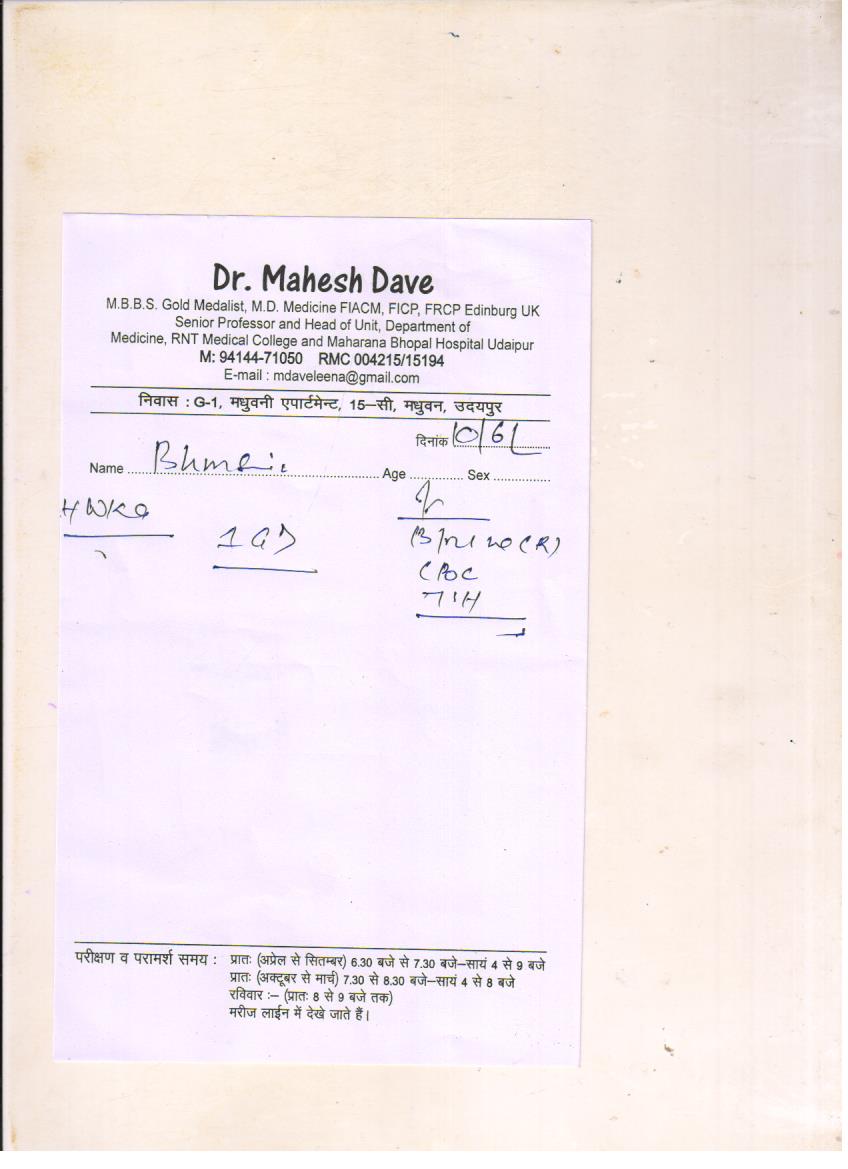 Dr. Mahesh Dave
M.B.B.S. Gold Medalist, M.D. Medicine FIACM, FICP, FRCP Edinburg UK
Senior Professor and Head of Unit, Department of
Medicine, RNT Medical College and Maharana Bhopal Hospital Udaipur
M: 94144-71050 RMC 004215/15194
E-mail : mdaveleena@gmail.com
निवास : G-1, मधुवनी एपार्टमेन्ट, 15–सी, मधुवन, उदयपुर
दिनांक 10/6/
Name Age Sex
परीक्षण व परामर्श समय : प्रातः (अप्रेल से सितम्बर) 6.30 बजे से 7.30 बजे–सायं 4 से 9 बजे
प्रातः (अक्टूबर से मार्च) 7.30 से 8.30 बजे–सायं 4 से 8 बजे
रविवार :– (प्रातः 8 से 9 बजे तक)
मरीज लाईन में देखे जाते हैं।